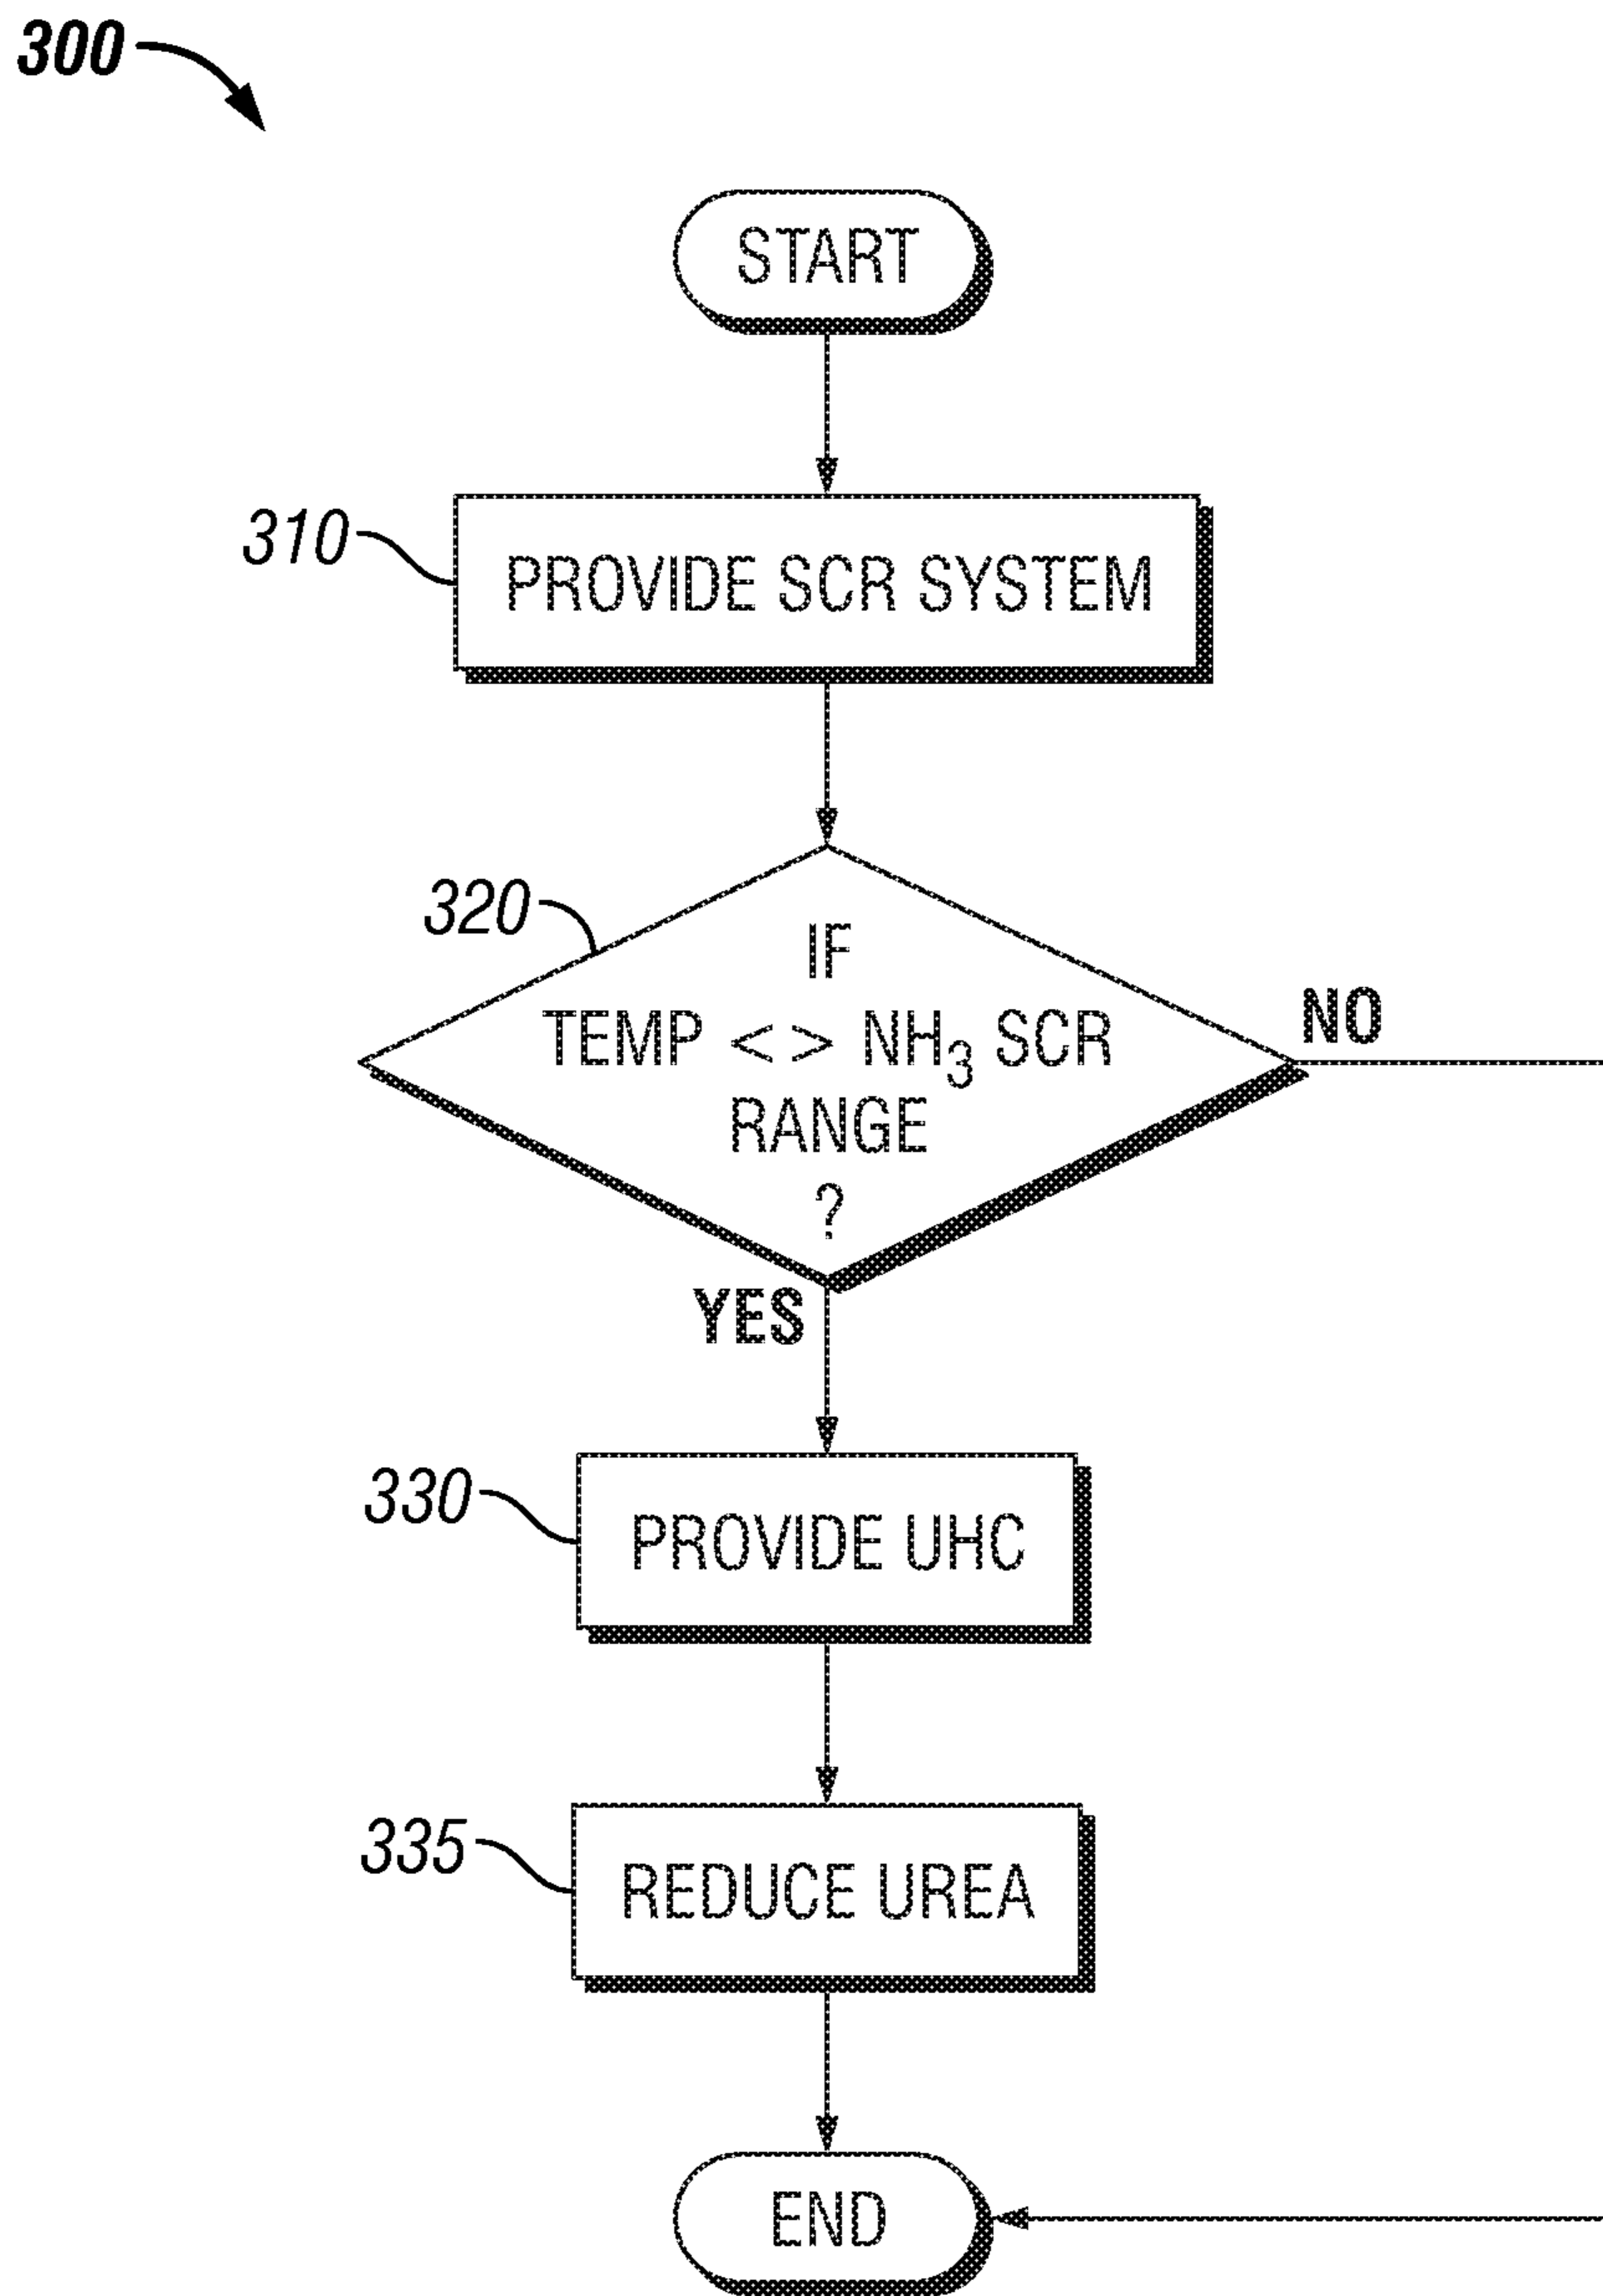 300
START
310
PROVIDE SCR SYSTEM
320
IF
TEMP < > NH₃ SCR
RANGE
?
NO
YES
330
PROVIDE UHC
335
REDUCE UREA
END